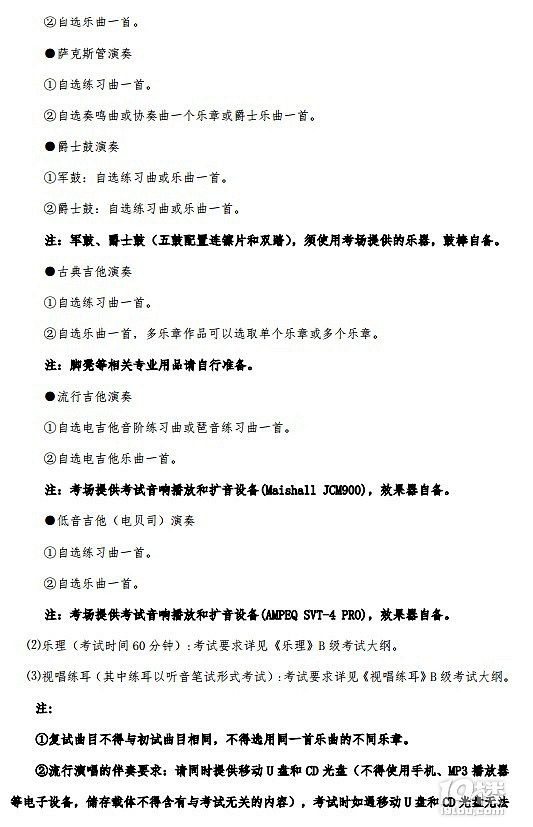 ②自选乐曲一首。
●萨克斯管演奏
①自选练习曲一首。
②自选奏鸣曲或协奏曲一个乐章或爵士乐曲一首。
●爵士鼓演奏
①军鼓：自选练习曲或乐曲一首。
②爵士鼓：自选练习曲或乐曲一首。
注：军鼓、爵士鼓（五鼓配置连镲片和双踏），须使用考场提供的乐器，鼓棒自备。
●古典吉他演奏
①自选练习曲一首。
②自选乐曲一首，多乐章作品可以选取单个乐章或多个乐章。
注：脚凳等相关专业用品请自行准备。
●流行吉他演奏
①自选电吉他音阶练习曲或琶音练习曲一首。
②自选电吉他乐曲一首。
注：考场提供考试音响播放和扩音设备(Maishall JCM900)，效果器自备。
●低音吉他（电贝司）演奏
①自选练习曲一首。
②自选乐曲一首。
注：考场提供考试音响播放和扩音设备(AMPEQ SVT-4 PRO)，效果器自备。
⑵乐理（考试时间60分钟）:考试要求详见《乐理》B级考试大纲。
⑶视唱练耳（其中练耳以听音笔试形式考试）:考试要求详见《视唱练耳》B级考试大纲。
注:
①复试曲目不得与初试曲目相同，不得选用同一首乐曲的不同乐章。
②流行演唱的伴奏要求：请同时提供移动U盘和CD光盘（不得使用手机、MP3播放器
等电子设备，储存载体不得含有与考试无关的内容），考试时如遇移动U盘和CD光盘无法